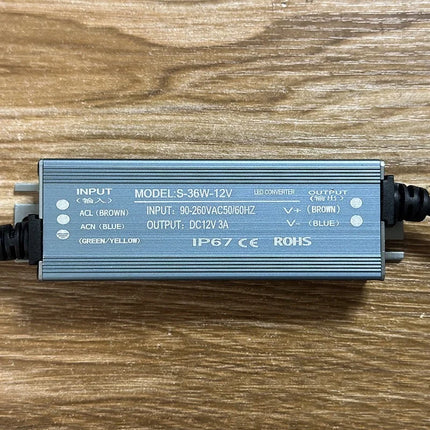 INPUT
(输入)
ACL (BROWN)
ACN (BLUE)
(GREEN/YELLOW)
MODEL:S-36W-12V
LED CONVERTER
INPUT: 90-260VAC50/60HZ
OUTPUT: DC12V 3A
IP67 CE ROHS
OUTPUT
V+ (BROWN)
V- (BLUE)